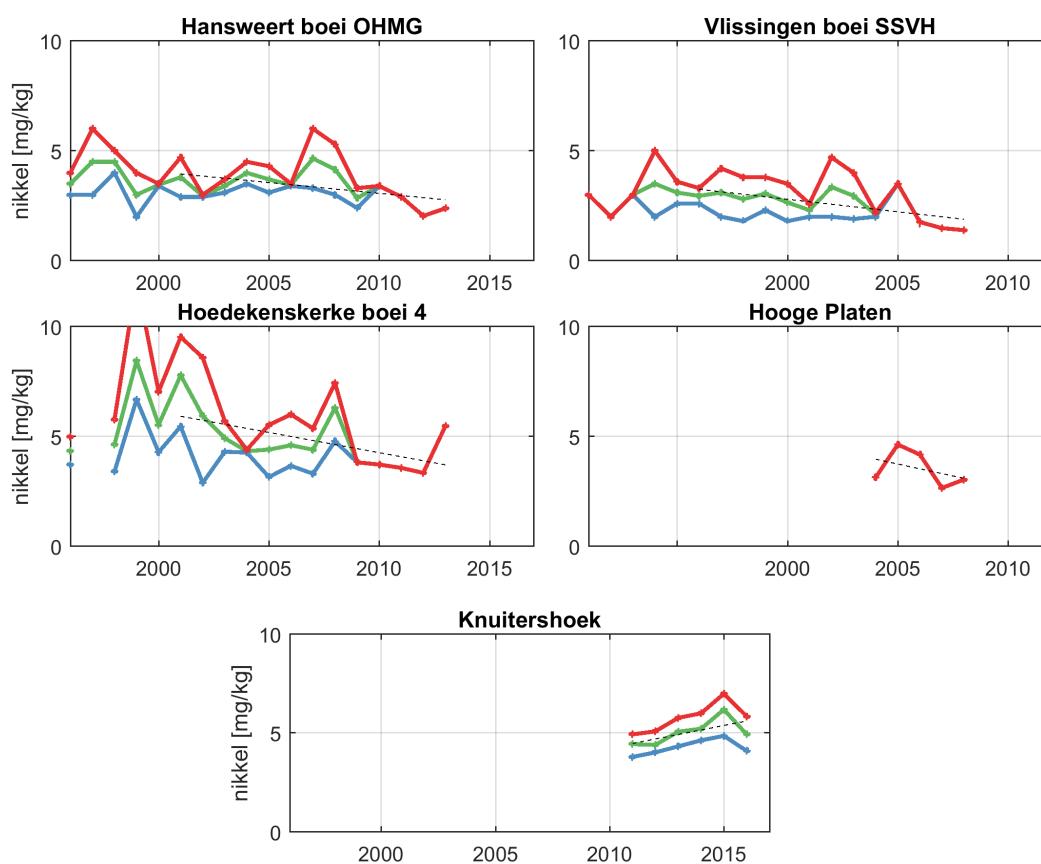 Hansweert boei OHMG
Vlissingen boei SSVH
10
5
0
nikkel [mg/kg]
2000 2005 2010 2015
10
5
0
2000 2005 2010
Hoedekenskerke boei 4
Hooge Platen
10
5
0
nikkel [mg/kg]
2000 2005 2010 2015
10
5
0
2000 2005 2010
Knuitershoek
10
5
0
nikkel [mg/kg]
2000 2005 2010 2015